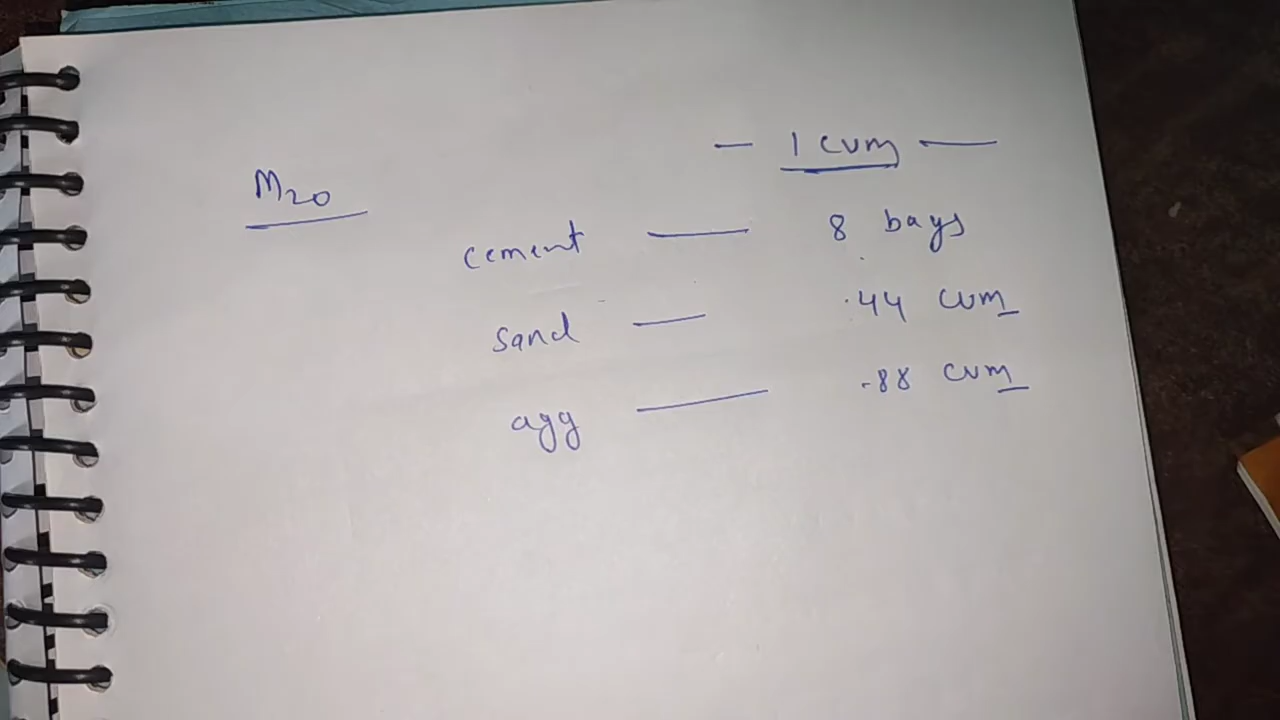 — 1 cum —
M20
cement — 8 bags
sand — .44 cum
agg — .88 cum